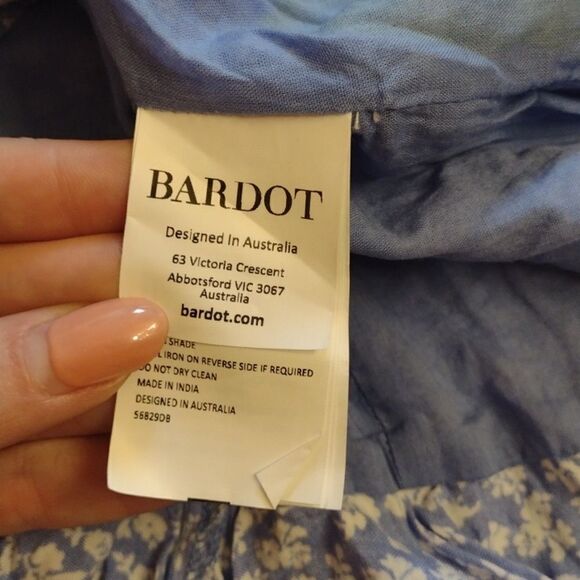 BARDOT
Designed In Australia
63 Victoria Crescent
Abbotsford VIC 3067
Australia
bardot.com
SHADE
IRON ON REVERSE SIDE IF REQUIRED
DO NOT DRY CLEAN
MADE IN INDIA
DESIGNED IN AUSTRALIA
56829DB